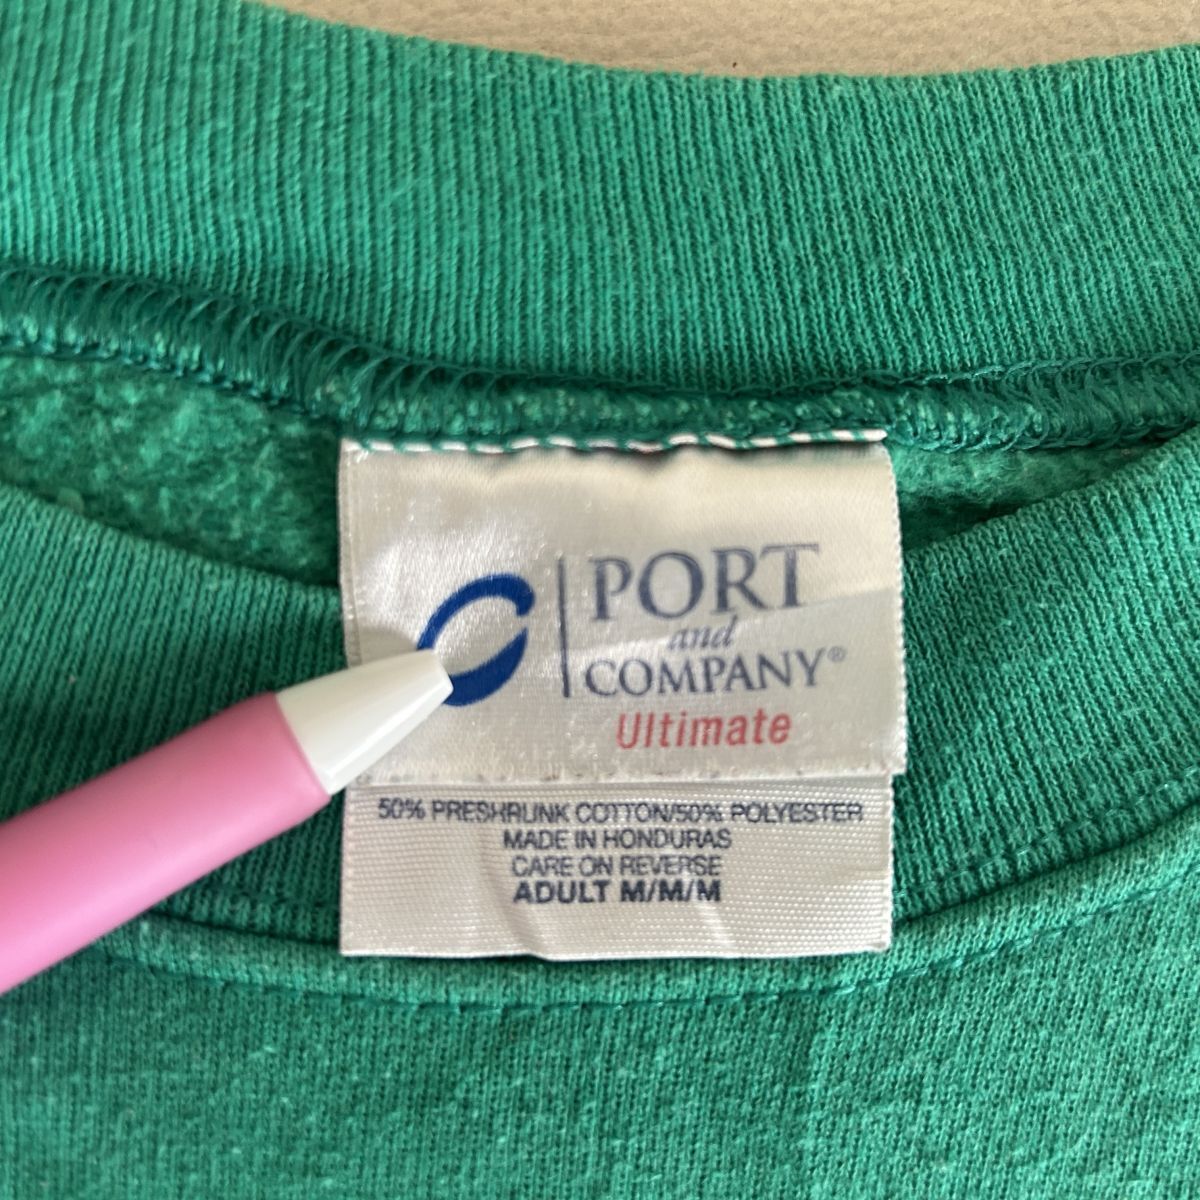 PORT
and
COMPANY®
Ultimate
50% PRESHRUNK COTTON/50% POLYESTER
MADE IN HONDURAS
CARE ON REVERSE
ADULT M/M/M